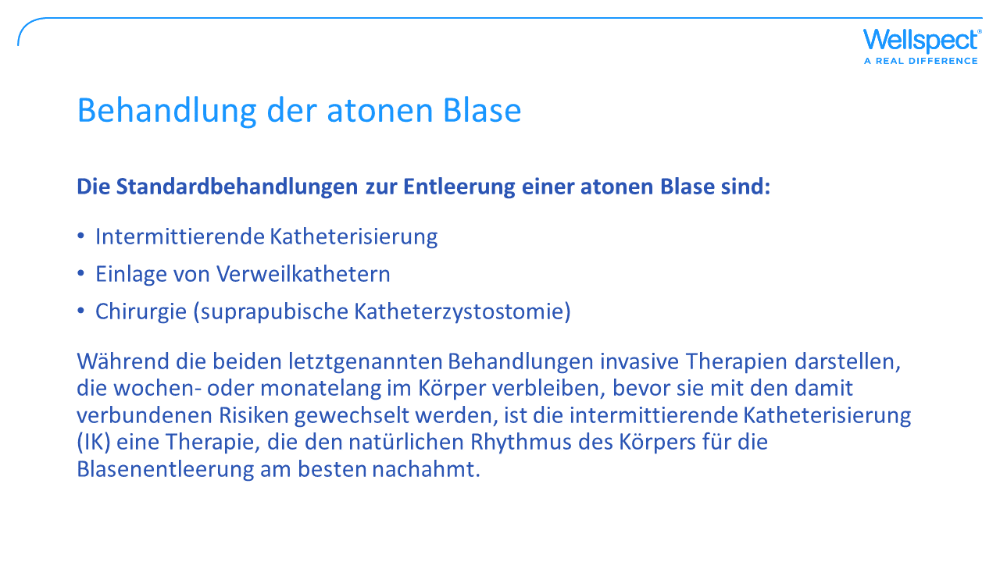 Wellspect®
A REAL DIFFERENCE
Behandlung der atonen Blase
Die Standardbehandlungen zur Entleerung einer atonen Blase sind:
• Intermittierende Katheterisierung
• Einlage von Verweilkathetern
• Chirurgie (suprapubische Katheterzystostomie)
Während die beiden letztgenannten Behandlungen invasive Therapien darstellen,
die wochen- oder monatelang im Körper verbleiben, bevor sie mit den damit
verbundenen Risiken gewechselt werden, ist die intermittierende Katheterisierung
(IK) eine Therapie, die den natürlichen Rhythmus des Körpers für die
Blasenentleerung am besten nachahmt.